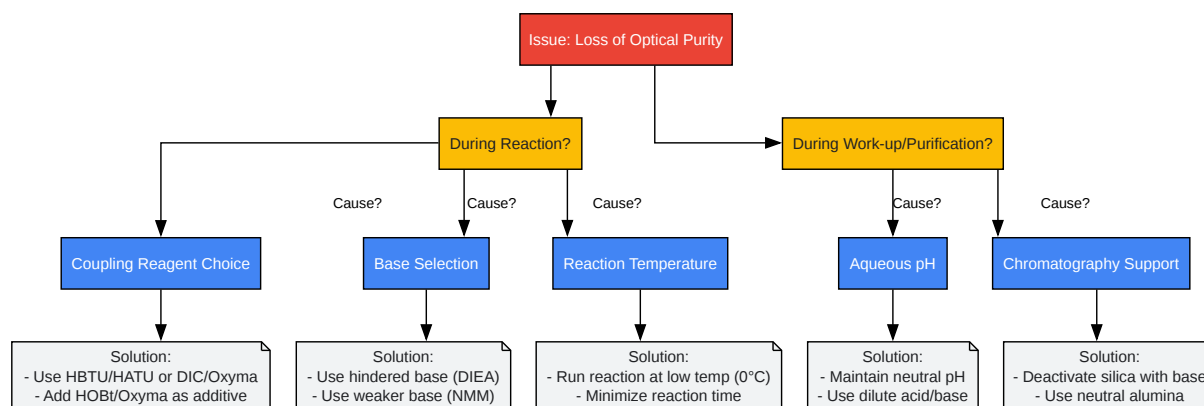 Issue: Loss of Optical Purity
During Reaction?
During Work-up/Purification?
Cause?
Cause?
Cause?
Cause?
Cause?
Coupling Reagent Choice
Base Selection
Reaction Temperature
Aqueous pH
Chromatography Support
Solution:
- Use HBTU/HATU or DIC/Oxyma
- Add HOBt/Oxyma as additive
Solution:
- Use hindered base (DIEA)
- Use weaker base (NMM)
Solution:
- Run reaction at low temp (0°C)
- Minimize reaction time
Solution:
- Maintain neutral pH
- Use dilute acid/base
Solution:
- Deactivate silica with base
- Use neutral alumina